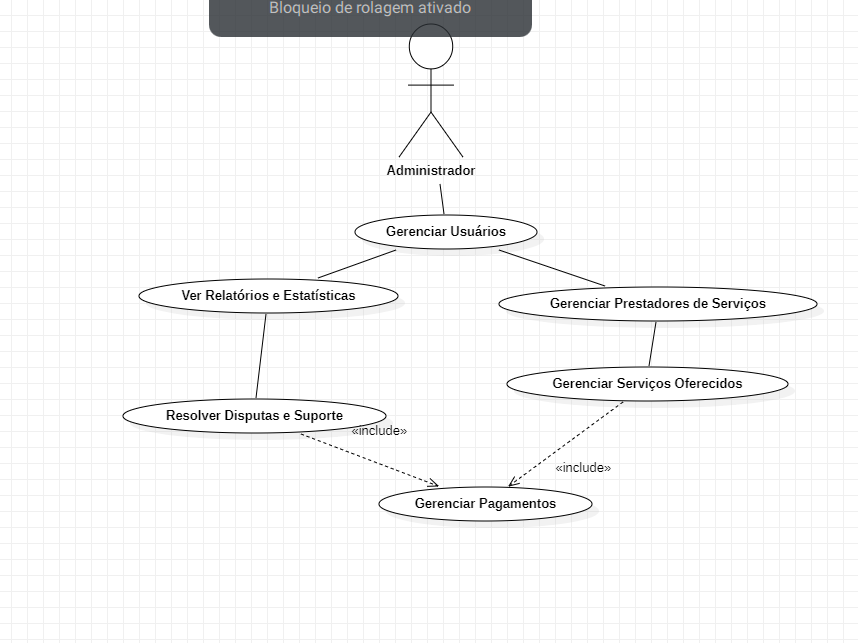 Bloqueio de rolagem ativado
Administrador
Gerenciar Usuários
Ver Relatórios e Estatísticas
Gerenciar Prestadores de Serviços
Gerenciar Serviços Oferecidos
Resolver Disputas e Suporte
«include»
«include»
Gerenciar Pagamentos